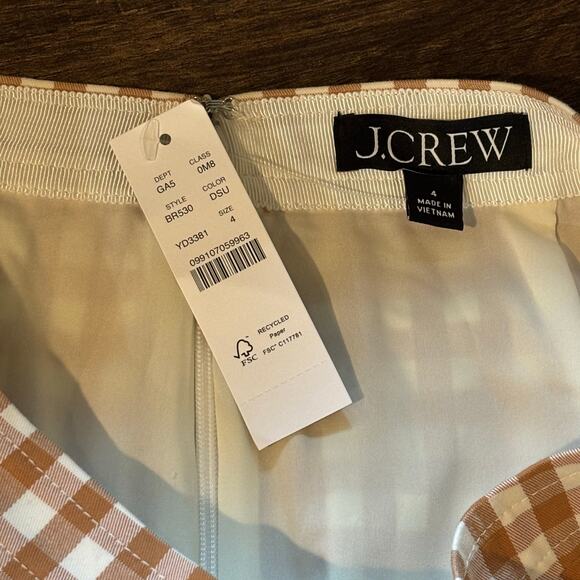 J.CREW
4
MADE IN
VIETNAM
DEPT CLASS
GA5 0M8
STYLE COLOR
BR530 DSU
SIZE
YD3381 4
099107059963
FSC
RECYCLED
Paper
FSC™ C117781